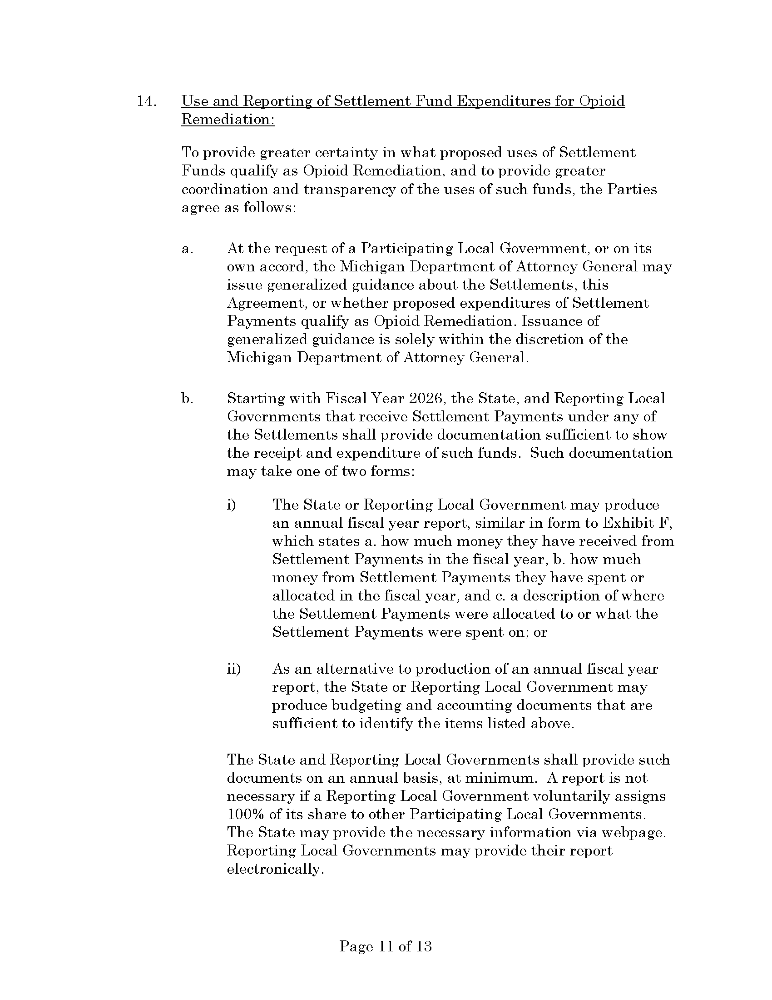 14. Use and Reporting of Settlement Fund Expenditures for Opioid
Remediation:
To provide greater certainty in what proposed uses of Settlement
Funds qualify as Opioid Remediation, and to provide greater
coordination and transparency of the uses of such funds, the Parties
agree as follows:
a. At the request of a Participating Local Government, or on its
own accord, the Michigan Department of Attorney General may
issue generalized guidance about the Settlements, this
Agreement, or whether proposed expenditures of Settlement
Payments qualify as Opioid Remediation. Issuance of
generalized guidance is solely within the discretion of the
Michigan Department of Attorney General.
b. Starting with Fiscal Year 2026, the State, and Reporting Local
Governments that receive Settlement Payments under any of
the Settlements shall provide documentation sufficient to show
the receipt and expenditure of such funds.  Such documentation
may take one of two forms:
i) The State or Reporting Local Government may produce
an annual fiscal year report, similar in form to Exhibit F,
which states a. how much money they have received from
Settlement Payments in the fiscal year, b. how much
money from Settlement Payments they have spent or
allocated in the fiscal year, and c. a description of where
the Settlement Payments were allocated to or what the
Settlement Payments were spent on; or
ii) As an alternative to production of an annual fiscal year
report, the State or Reporting Local Government may
produce budgeting and accounting documents that are
sufficient to identify the items listed above.
The State and Reporting Local Governments shall provide such
documents on an annual basis, at minimum.  A report is not
necessary if a Reporting Local Government voluntarily assigns
100% of its share to other Participating Local Governments.
The State may provide the necessary information via webpage.
Reporting Local Governments may provide their report
electronically.
Page 11 of 13